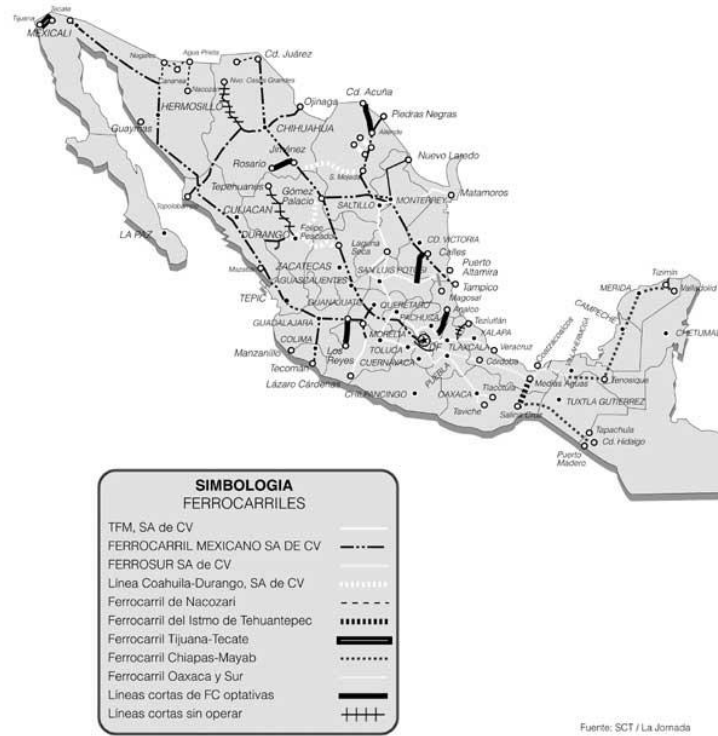 Tijuana
MEXICALI
Nogales
Agua Prieta
Cd. Juárez
Cananea
Nacozari
Nvo. Casas Grandes
HERMOSILLO
Guaymas
Ojinaga
CHIHUAHUA
Cd. Acuña
Piedras Negras
Allende
Jiménez
Rosario
Nuevo Laredo
Tepehuanes
Gómez
Palacio
SALTILLO
MONTERREY
Matamoros
CULIACAN
DURANGO
Felipe
Pescador
LA PAZ
Laguna
Seca
CD. VICTORIA
Calles
ZACATECAS
SAN LUIS POTOSI
Puerto
Altamira
AGUASCALIENTES
Tampico
TEPIC
GUANAJUATO
QUERETARO
Magosal
PACHUCA
Teziutlán
GUADALAJARA
MORELIA
DF
TLAXCALA
XALAPA
COLIMA
TOLUCA
Veracruz
Manzanillo
Los
Reyes
CUERNAVACA
PUEBLA
Córdoba
Tecomán
Lázaro Cárdenas
CHILPANCINGO
OAXACA
Tlacolula
Taviche
Salina Cruz
Medias Aguas
Coatzacoalcos
VILLAHERMOSA
CAMPECHE
MERIDA
Tizimín
Valladolid
CHETUMAL
Tenosique
TUXTLA GUTIERREZ
Tapachula
Cd. Hidalgo
Puerto
Madero
SIMBOLOGIA
FERROCARRILES
TFM, SA de CV
FERROCARRIL MEXICANO SA DE CV
FERROSUR SA de CV
Línea Coahuila-Durango, SA de CV
Ferrocarril de Nacozari
Ferrocarril del Istmo de Tehuantepec
Ferrocarril Tijuana-Tecate
Ferrocarril Chiapas-Mayab
Ferrocarril Oaxaca y Sur
Líneas cortas de FC optativas
Líneas cortas sin operar
Fuente: SCT / La Jornada